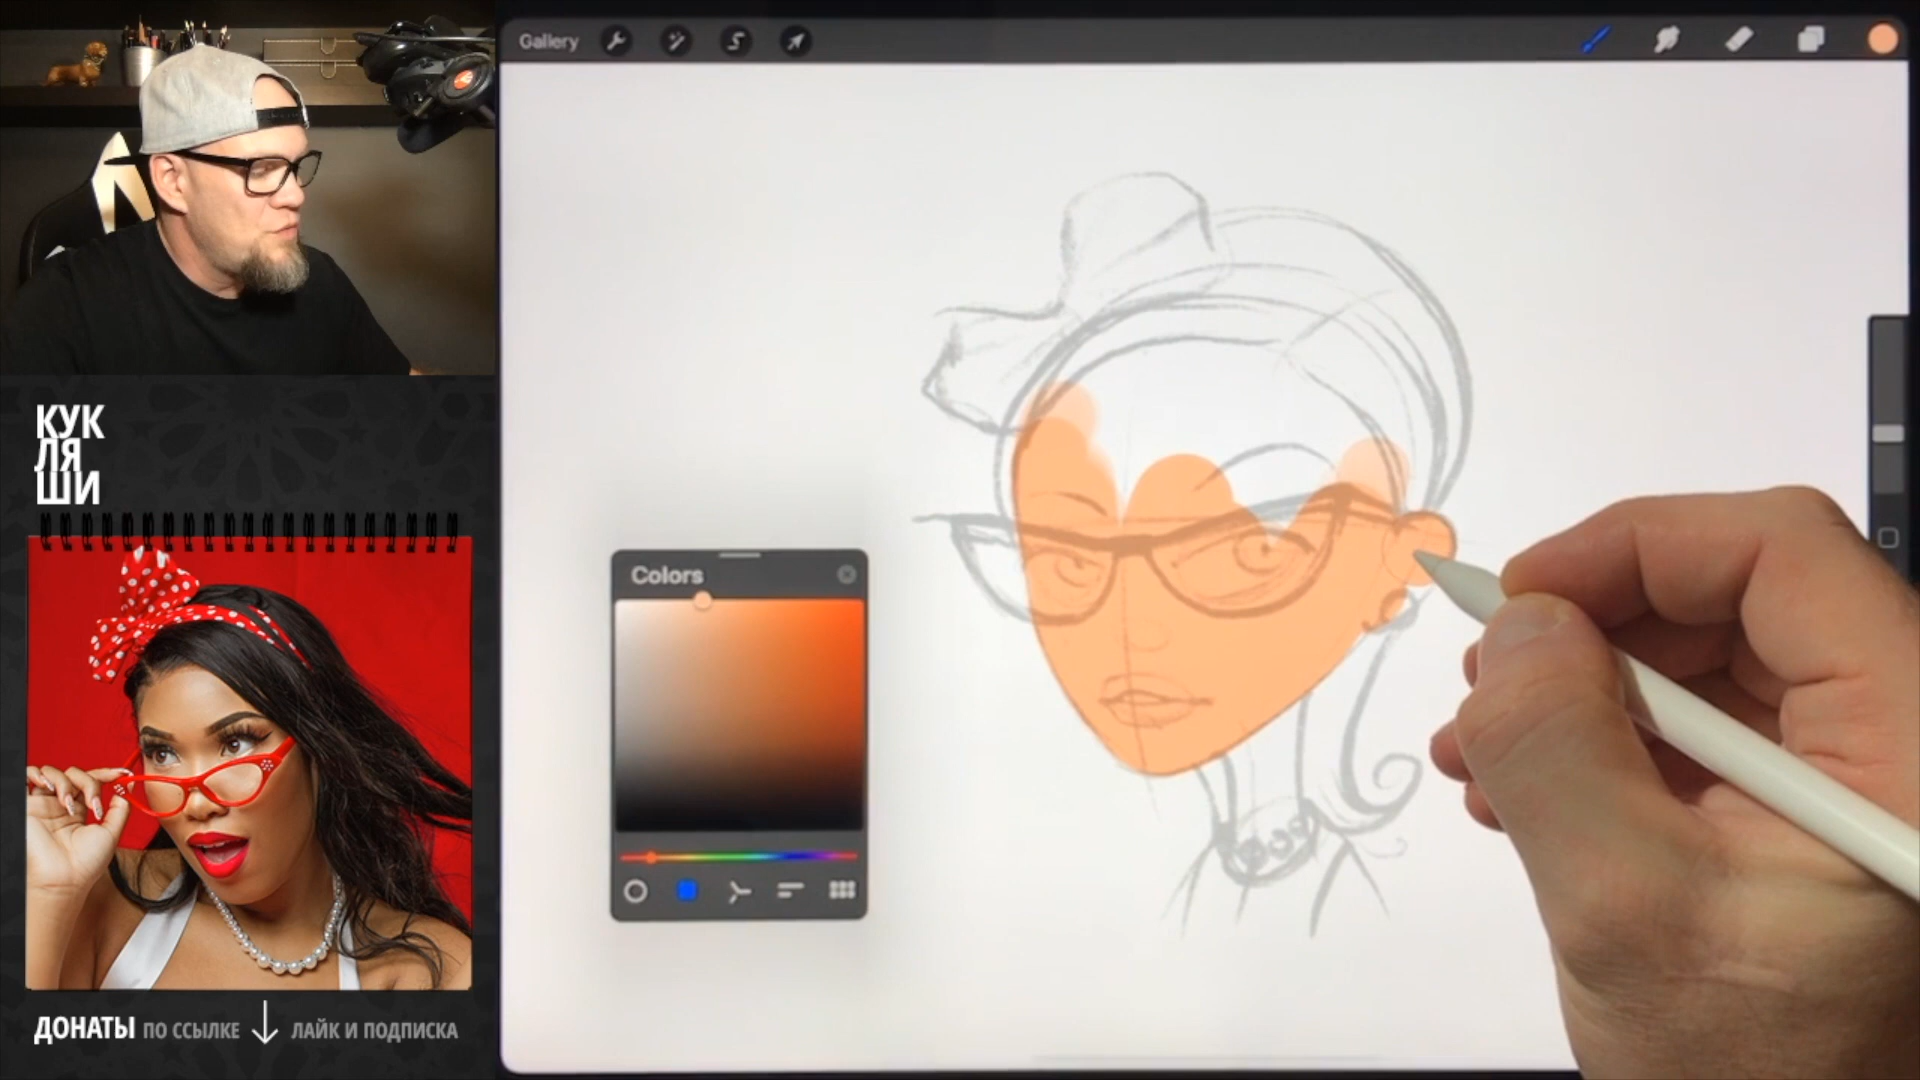 Gallery
КУК
ЛЯ
ШИ
Colors
ДОНАТЫ ПО ССЫЛКЕ ЛАЙК И ПОДПИСКА